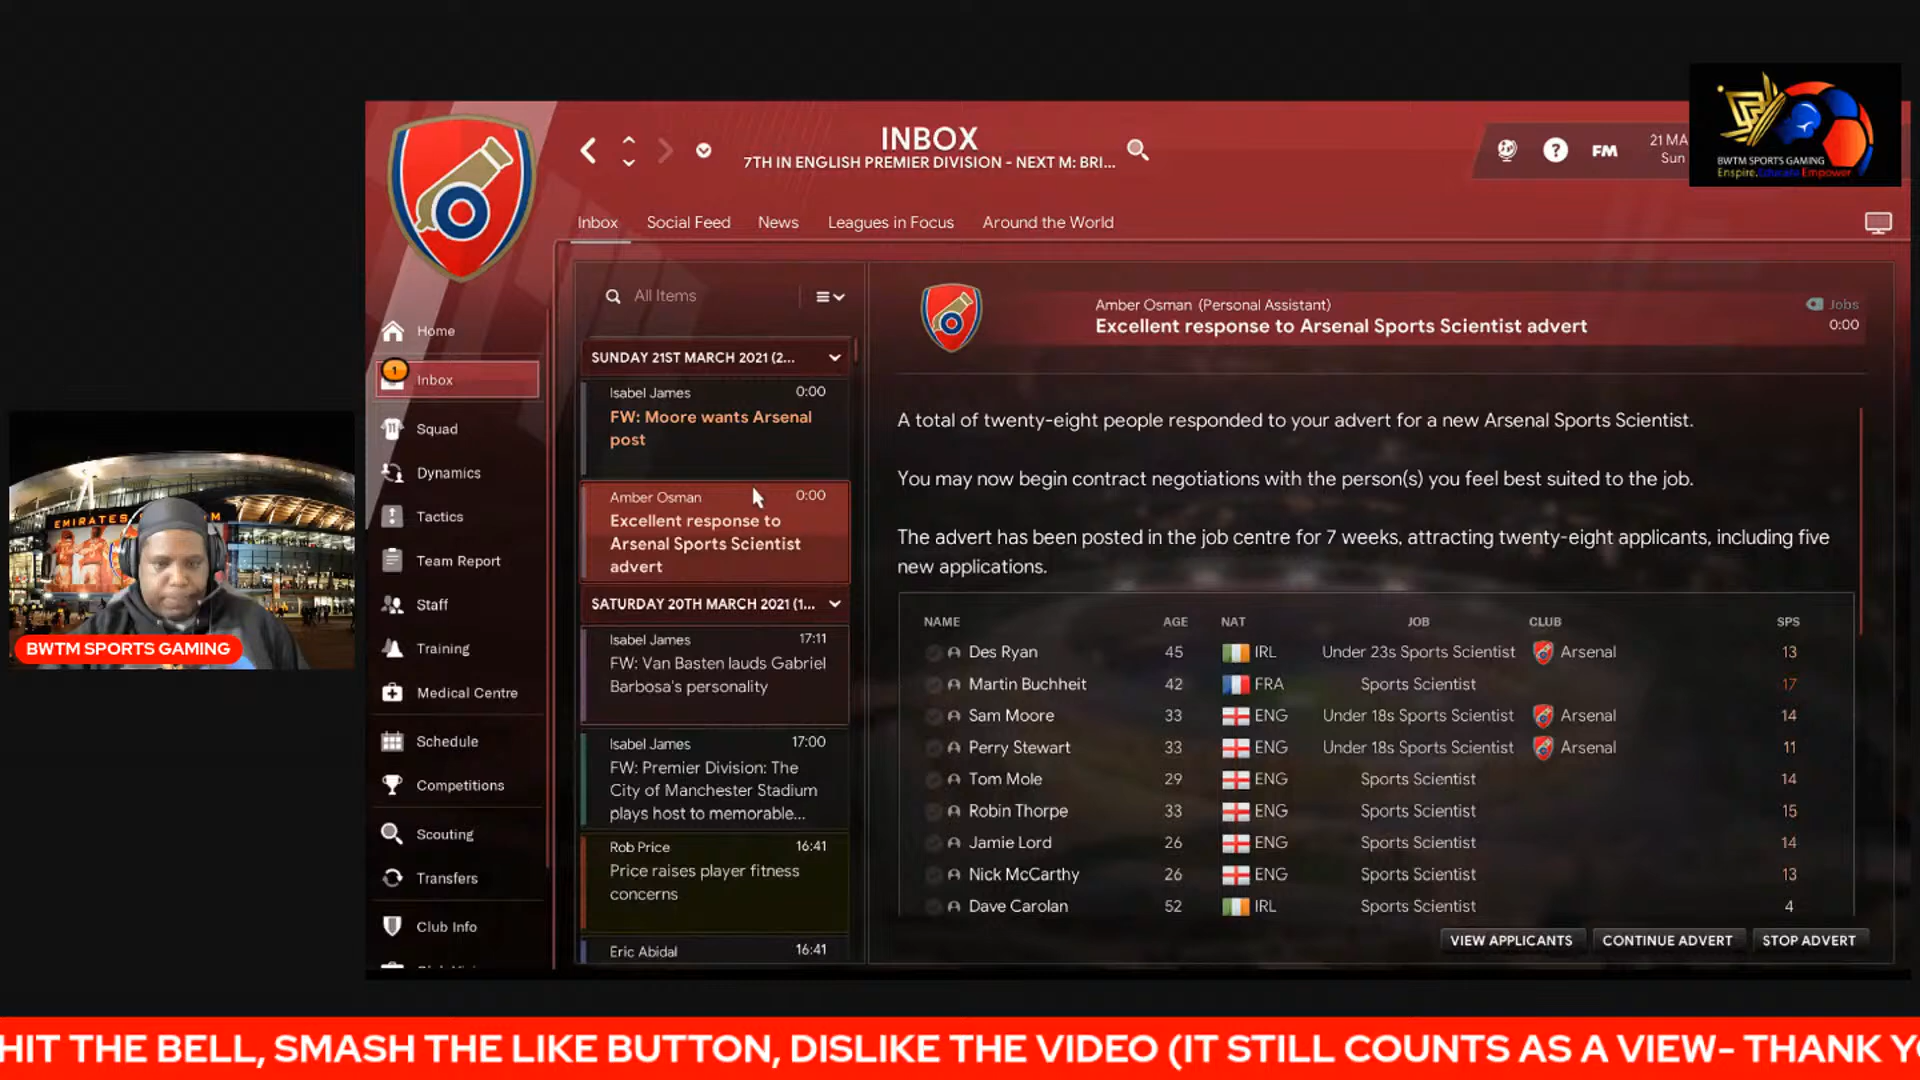 INBOX
7TH IN ENGLISH PREMIER DIVISION - NEXT M: BRI...
FM
21 MA
Sun
BWTM SPORTS GAMING
Enspire.Educate.Empower
Inbox Social Feed News Leagues in Focus Around the World
Home
1
Inbox
11
Squad
Dynamics
Tactics
Team Report
Staff
Training
Medical Centre
Schedule
Competitions
Scouting
Transfers
Club Info
All Items
SUNDAY 21ST MARCH 2021 (2...
Isabel James 0:00
FW: Moore wants Arsenal
post
Amber Osman 0:00
Excellent response to
Arsenal Sports Scientist
advert
SATURDAY 20TH MARCH 2021 (1...
Isabel James 17:11
FW: Van Basten lauds Gabriel
Barbosa's personality
Isabel James 17:00
FW: Premier Division: The
City of Manchester Stadium
plays host to memorable...
Rob Price 16:41
Price raises player fitness
concerns
Eric Abidal 16:41
Amber Osman (Personal Assistant)
Jobs
Excellent response to Arsenal Sports Scientist advert
0:00
A total of twenty-eight people responded to your advert for a new Arsenal Sports Scientist.
You may now begin contract negotiations with the person(s) you feel best suited to the job.
The advert has been posted in the job centre for 7 weeks, attracting twenty-eight applicants, including five
new applications.
NAME AGE NAT JOB CLUB SPS
Des Ryan 45 IRL Under 23s Sports Scientist Arsenal 13
Martin Buchheit 42 FRA Sports Scientist 17
Sam Moore 33 ENG Under 18s Sports Scientist Arsenal 14
Perry Stewart 33 ENG Under 18s Sports Scientist Arsenal 11
Tom Mole 29 ENG Sports Scientist 14
Robin Thorpe 33 ENG Sports Scientist 15
Jamie Lord 26 ENG Sports Scientist 14
Nick McCarthy 26 ENG Sports Scientist 13
Dave Carolan 52 IRL Sports Scientist 4
VIEW APPLICANTS CONTINUE ADVERT STOP ADVERT
EMIRATES
BWTM SPORTS GAMING
HIT THE BELL, SMASH THE LIKE BUTTON, DISLIKE THE VIDEO (IT STILL COUNTS AS A VIEW- THANK YO